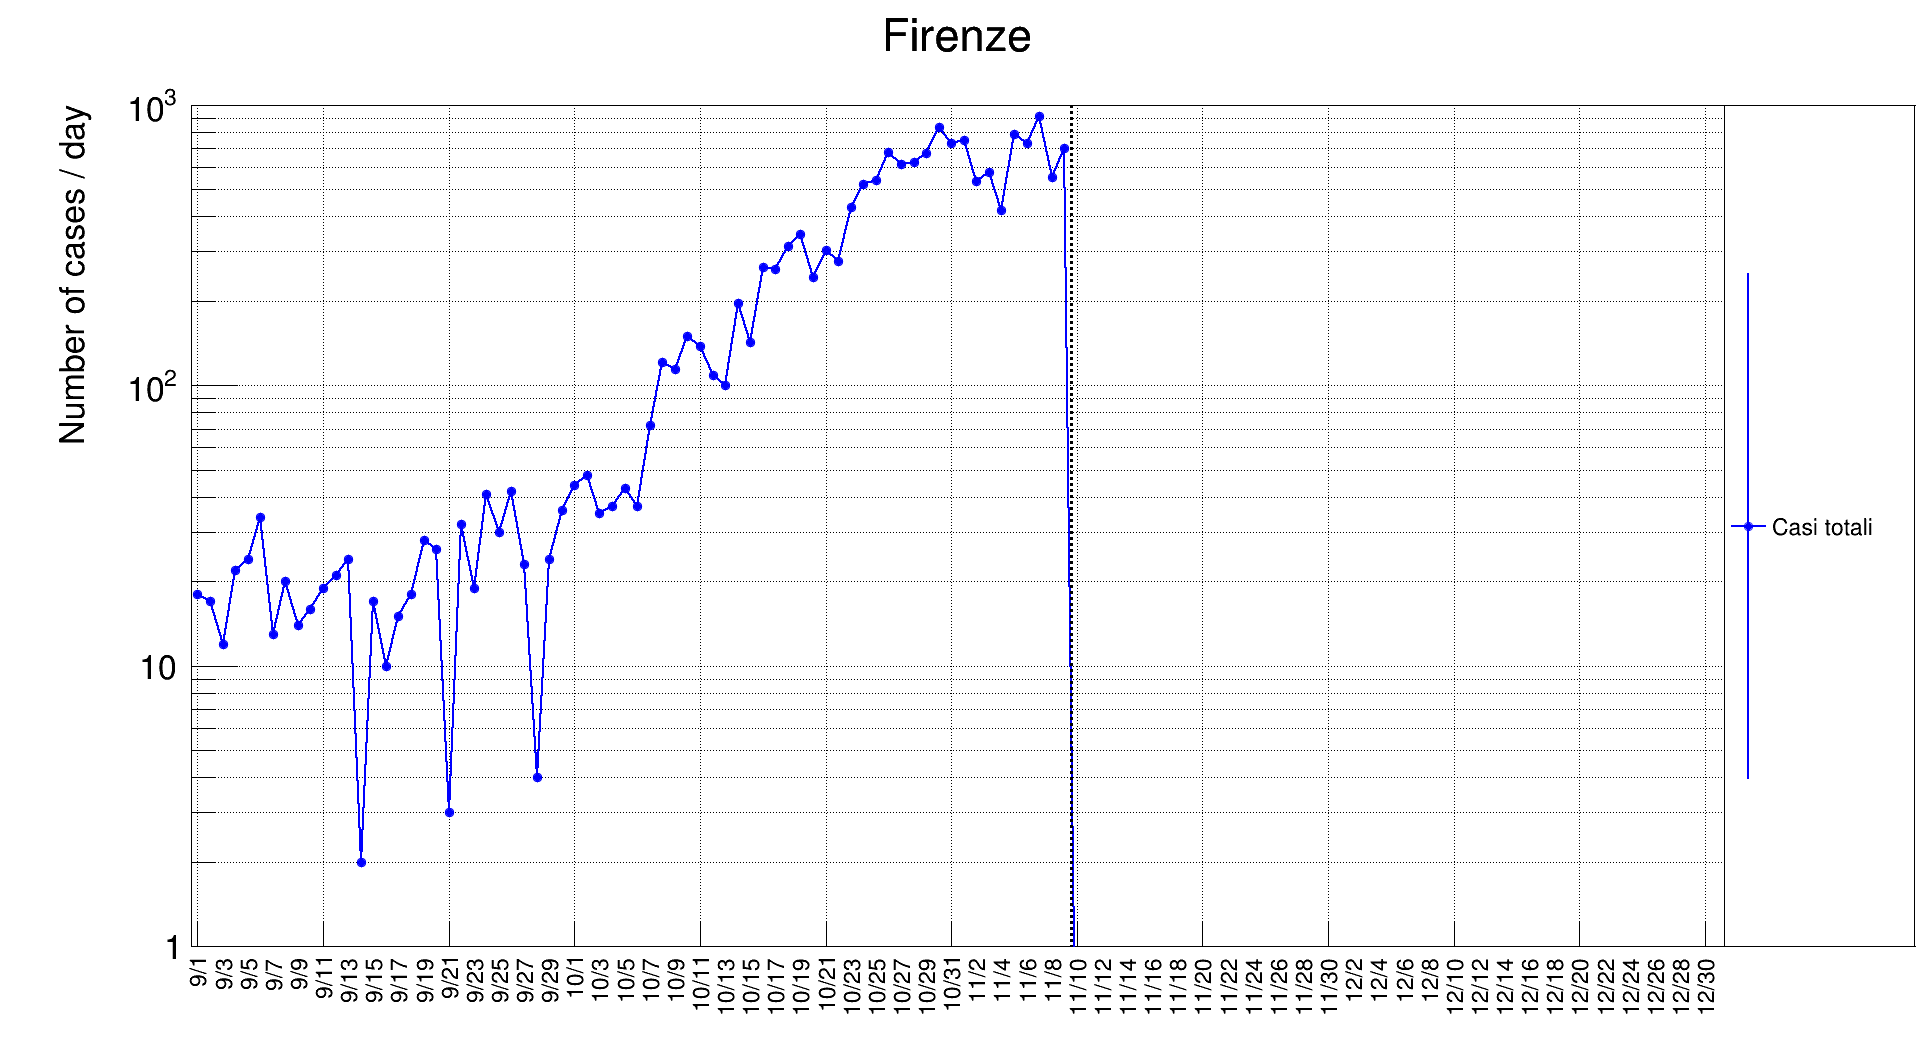 Firenze
Number of cases / day
10³
10²
10
1
9/1 9/3 9/5 9/7 9/9 9/11 9/13 9/15 9/17 9/19 9/21 9/23 9/25 9/27 9/29 10/1 10/3 10/5 10/7 10/9 10/11 10/13 10/15 10/17 10/19 10/21 10/23 10/25 10/27 10/29 10/31 11/2 11/4 11/6 11/8 11/10 11/12 11/14 11/16 11/18 11/20 11/22 11/24 11/26 11/28 11/30 12/2 12/4 12/6 12/8 12/10 12/12 12/14 12/16 12/18 12/20 12/22 12/24 12/26 12/28 12/30
Casi totali